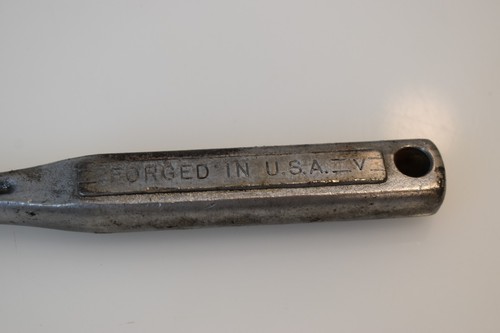 FORGED IN U.S.A. =V